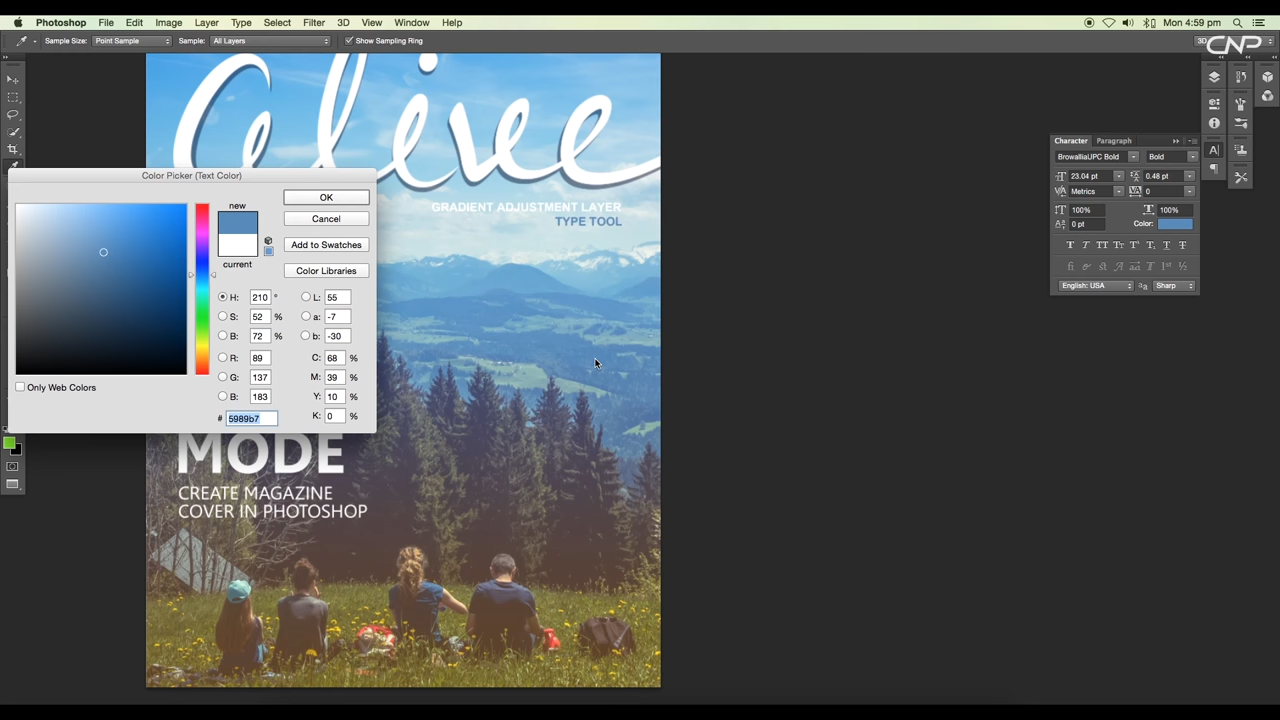 Photoshop File Edit Image Layer Type Select Filter 3D View Window Help Mon 4:59 pm
Sample Size: Point Sample Sample: All Layers Show Sampling Ring 3D
CNP
alive
GRADIENT ADJUSTMENT LAYER
TYPE TOOL
Color Picker (Text Color)
new
current
OK
Cancel
Add to Swatches
Color Libraries
H: 210 ° L: 55
S: 52 % a: -7
B: 72 % b: -30
R: 89 C: 68 %
G: 137 M: 39 %
B: 183 Y: 10 %
# 5989b7 K: 0 %
Only Web Colors
MODE
CREATE MAGAZINE
COVER IN PHOTOSHOP
Character Paragraph
BrowalliaUPC Bold Bold
23.04 pt 0.48 pt
Metrics 0
100% 100%
0 pt Color:
English: USA Sharp